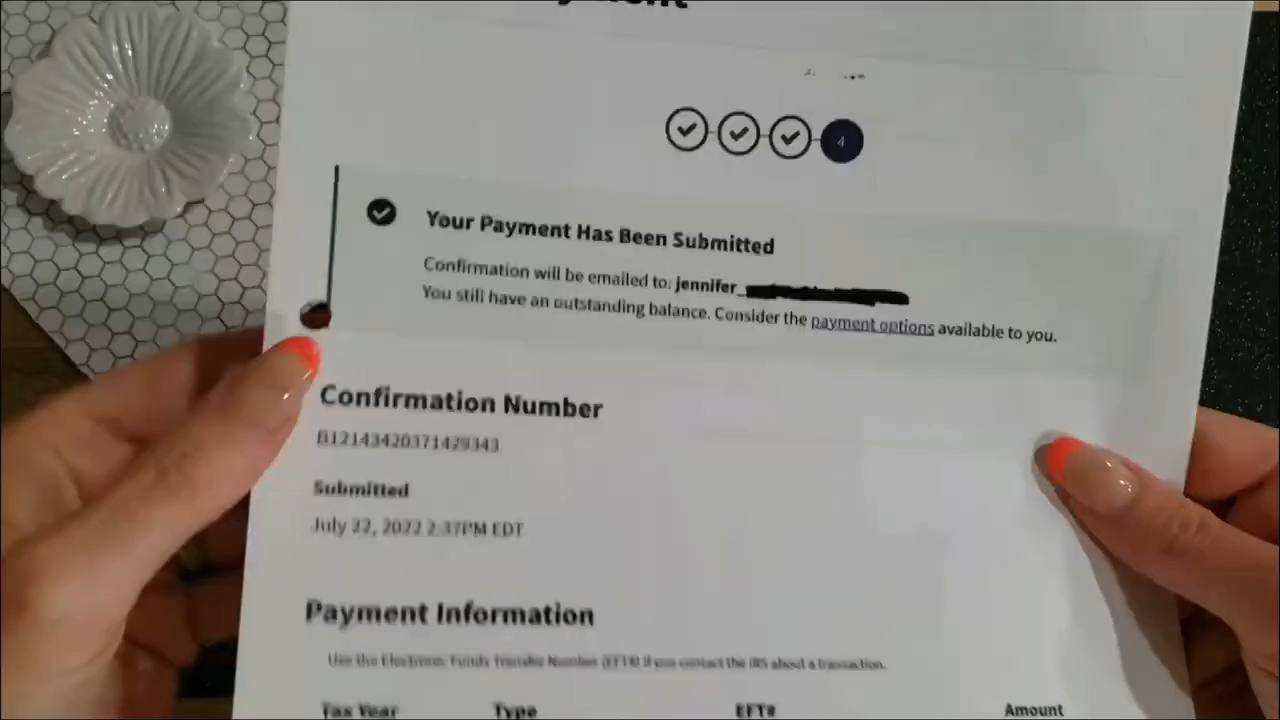 Your Payment Has Been Submitted
Confirmation will be emailed to: jennifer_
You still have an outstanding balance. Consider the payment options available to you.
Confirmation Number
B12143420371429343
Submitted
July 22, 2022 2:37PM EDT
Payment Information
Use the Electronic Funds Transfer Number (EFT#) if you contact the IRS about a transaction.
Tax Year Type EFT# Amount